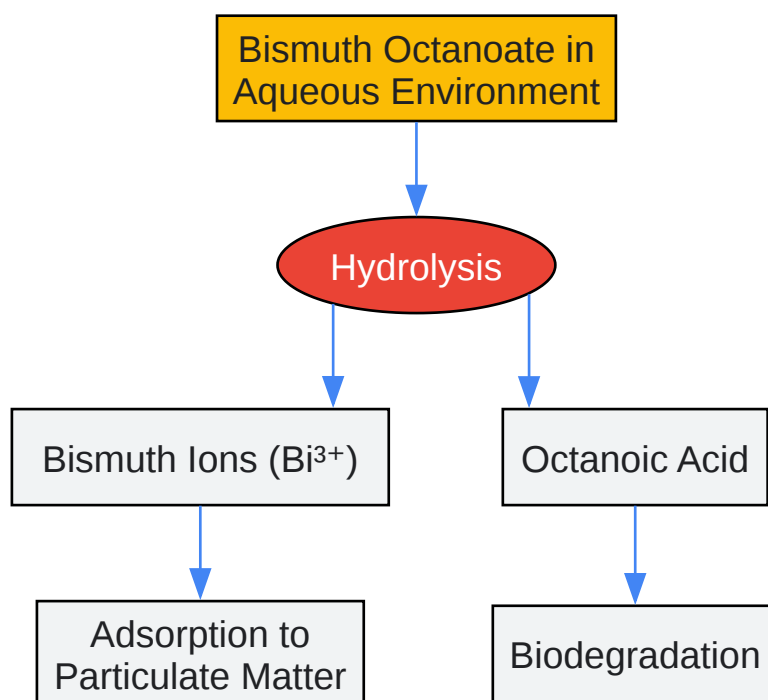 Bismuth Octanoate in
Aqueous Environment
Hydrolysis
Bismuth Ions (Bi³⁺)
Octanoic Acid
Adsorption to
Particulate Matter
Biodegradation